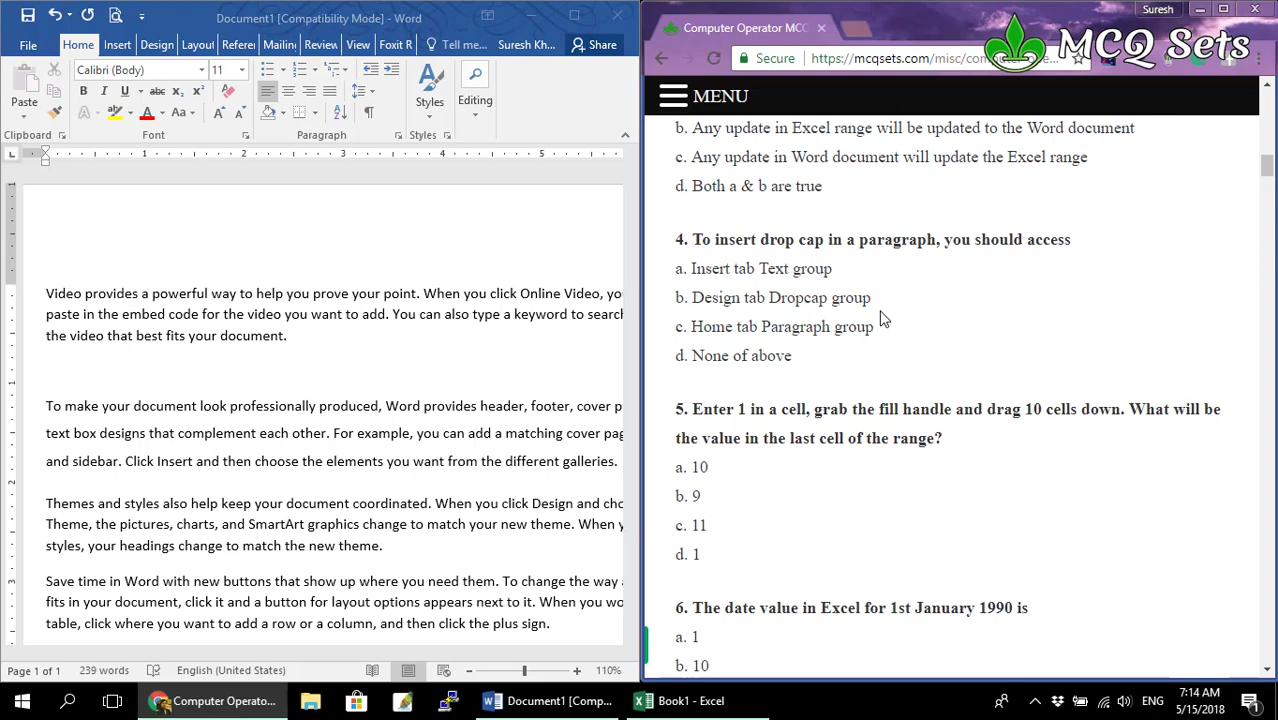 Document1 [Compatibility Mode] - Word
File Home Insert Design Layou Referen Mailin Review View Foxit R Tell me... Suresh Kh... Share
Calibri (Body) 11
Paste
B I U abc X₂ X²
Styles
Editing
Clipboard Font Paragraph Styles
1 2 3 4 5
Video provides a powerful way to help you prove your point. When you click Online Video, you
paste in the embed code for the video you want to add. You can also type a keyword to search
the video that best fits your document.
To make your document look professionally produced, Word provides header, footer, cover p
text box designs that complement each other. For example, you can add a matching cover pag
and sidebar. Click Insert and then choose the elements you want from the different galleries.
Themes and styles also help keep your document coordinated. When you click Design and cho
Theme, the pictures, charts, and SmartArt graphics change to match your new theme. When y
styles, your headings change to match the new theme.
Save time in Word with new buttons that show up where you need them. To change the way a
fits in your document, click it and a button for layout options appears next to it. When you wo
table, click where you want to add a row or a column, and then click the plus sign.
Page 1 of 1 239 words English (United States) 110%
Suresh
Computer Operator MC
MCQ Sets
Secure https://mcqsets.com/misc/com
MENU
b. Any update in Excel range will be updated to the Word document
c. Any update in Word document will update the Excel range
d. Both a & b are true
4. To insert drop cap in a paragraph, you should access
a. Insert tab Text group
b. Design tab Dropcap group
c. Home tab Paragraph group
d. None of above
5. Enter 1 in a cell, grab the fill handle and drag 10 cells down. What will be
the value in the last cell of the range?
a. 10
b. 9
c. 11
d. 1
6. The date value in Excel for 1st January 1990 is
a. 1
b. 10
Computer Operato... Document1 [Comp... Book1 - Excel
ENG
7:14 AM
5/15/2018
1